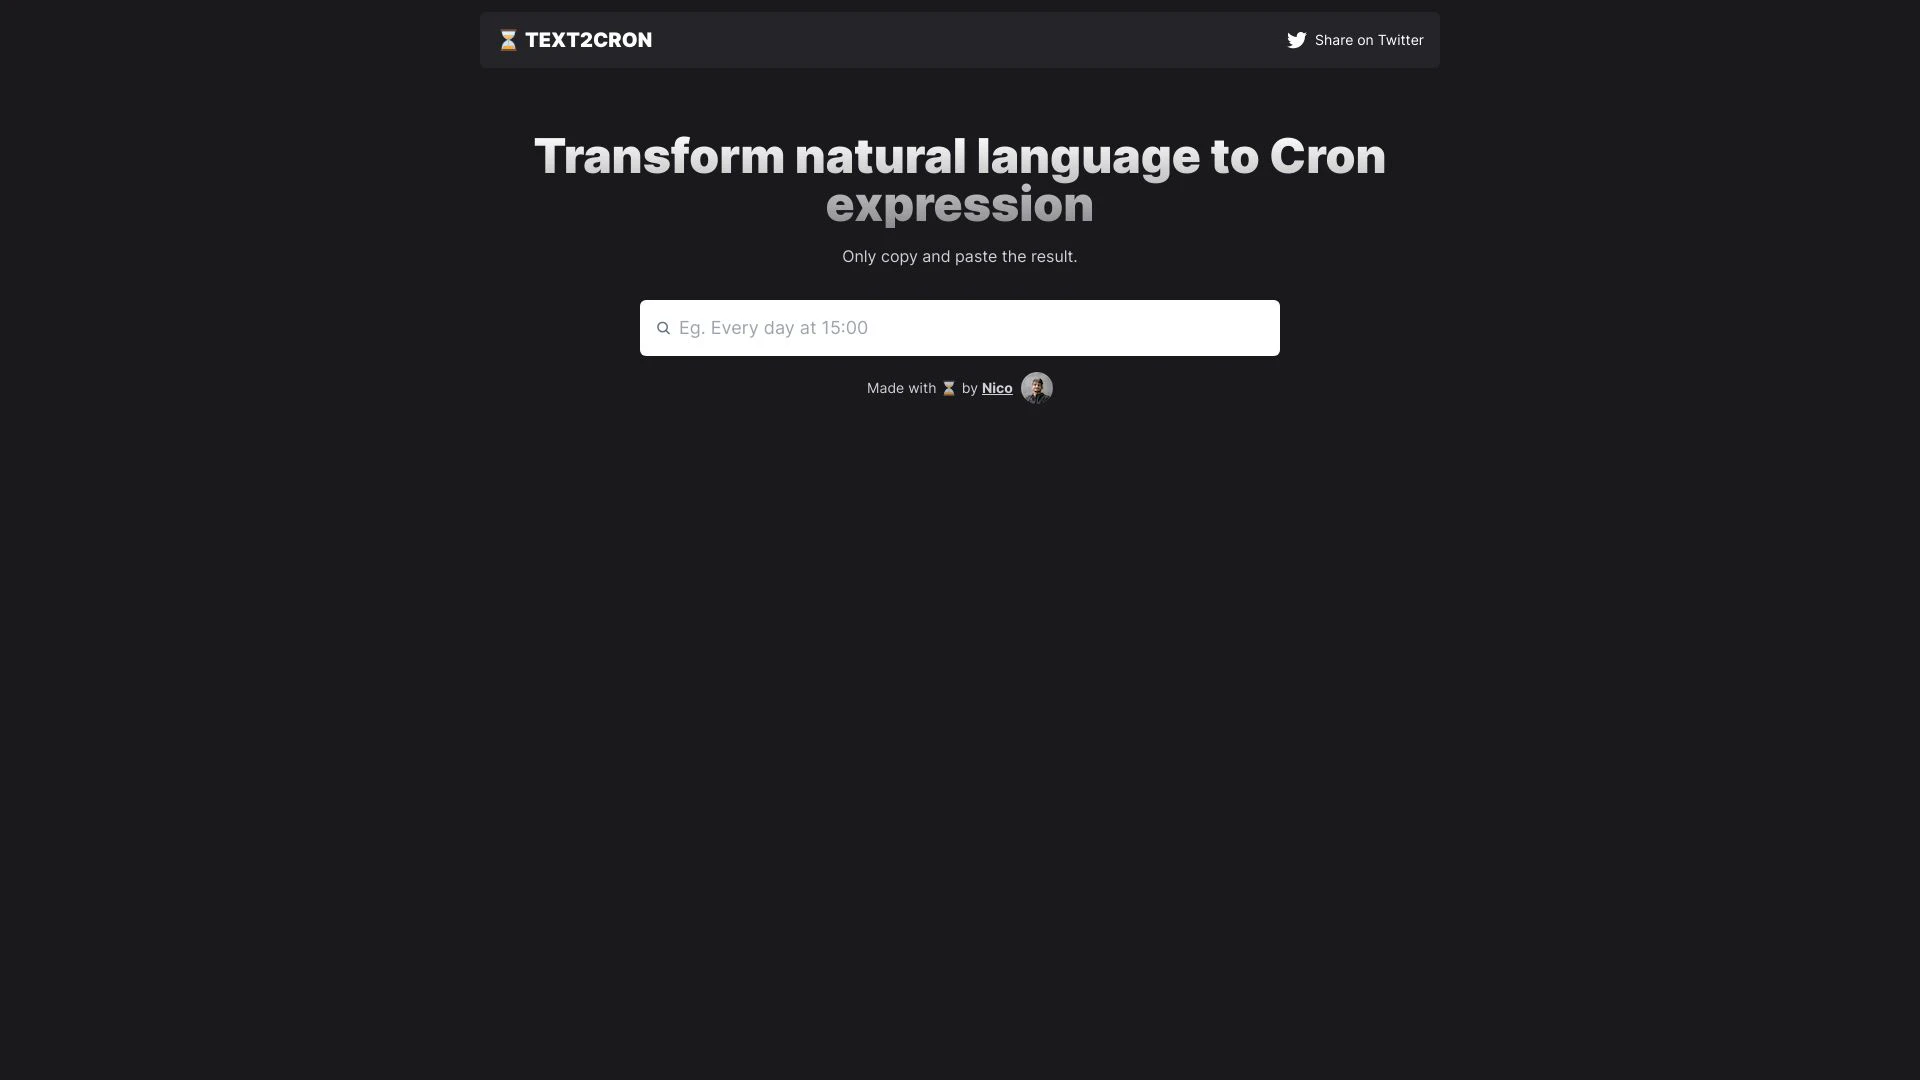 ⏳ TEXT2CRON
Share on Twitter
Transform natural language to Cron
expression
Only copy and paste the result.
Eg. Every day at 15:00
Made with ⏳ by Nico